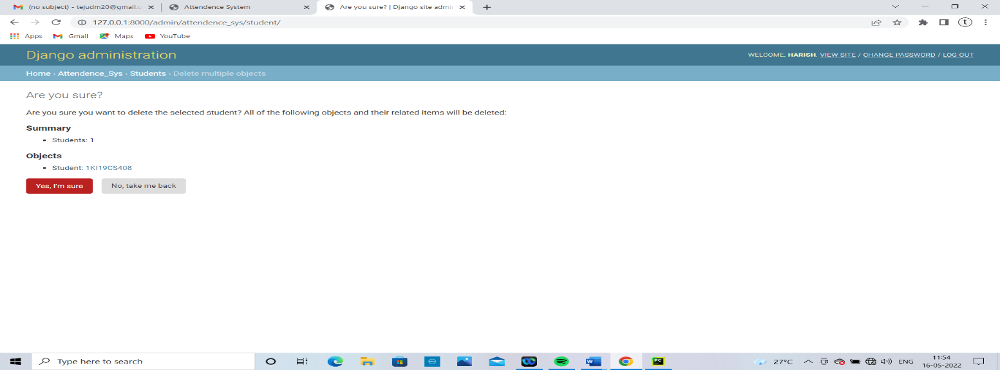 (no subject) - tejudm20@gmail.c
Attendence System
Are you sure? | Django site admi
127.0.0.1:8000/admin/attendence_sys/student/
t
Apps Gmail Maps YouTube
Django administration
WELCOME, HARISH. VIEW SITE / CHANGE PASSWORD / LOG OUT
Home › Attendence_Sys › Students › Delete multiple objects
Are you sure?
Are you sure you want to delete the selected student? All of the following objects and their related items will be deleted:
Summary
Students: 1
Objects
Student: 1KI19CS408
Yes, I'm sure
No, take me back
Type here to search
PC
27°C
ENG
11:54
16-05-2022